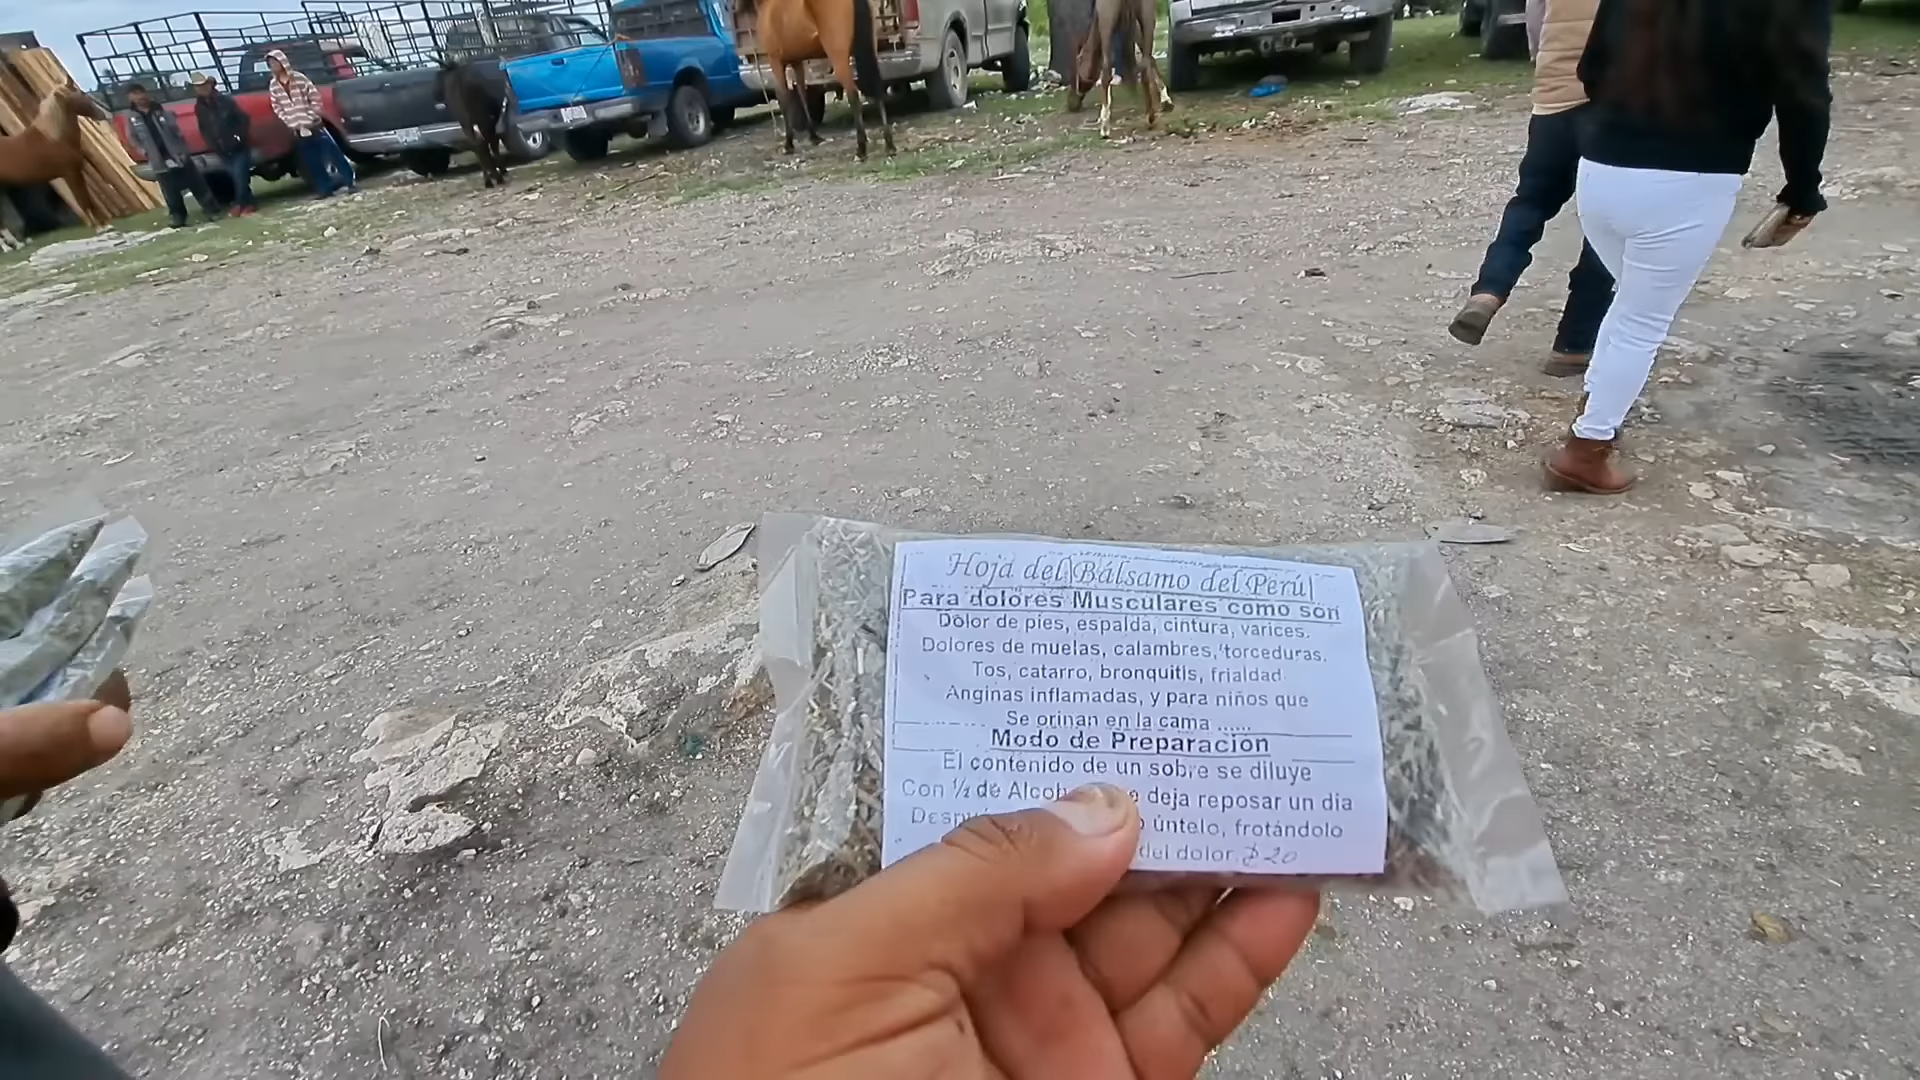 Hoja del Bálsamo del Perú
Para dolores Musculares como son
Dolor de pies, espalda, cintura, varices.
Dolores de muelas, calambres, torceduras.
Tos, catarro, bronquitis, frialdad
Anginas inflamadas, y para niños que
Se orinan en la cama ......
Modo de Preparacion
El contenido de un sobre se diluye
Con ½ de deja reposar un dia
úntelo, frotándolo
del dolor. $20